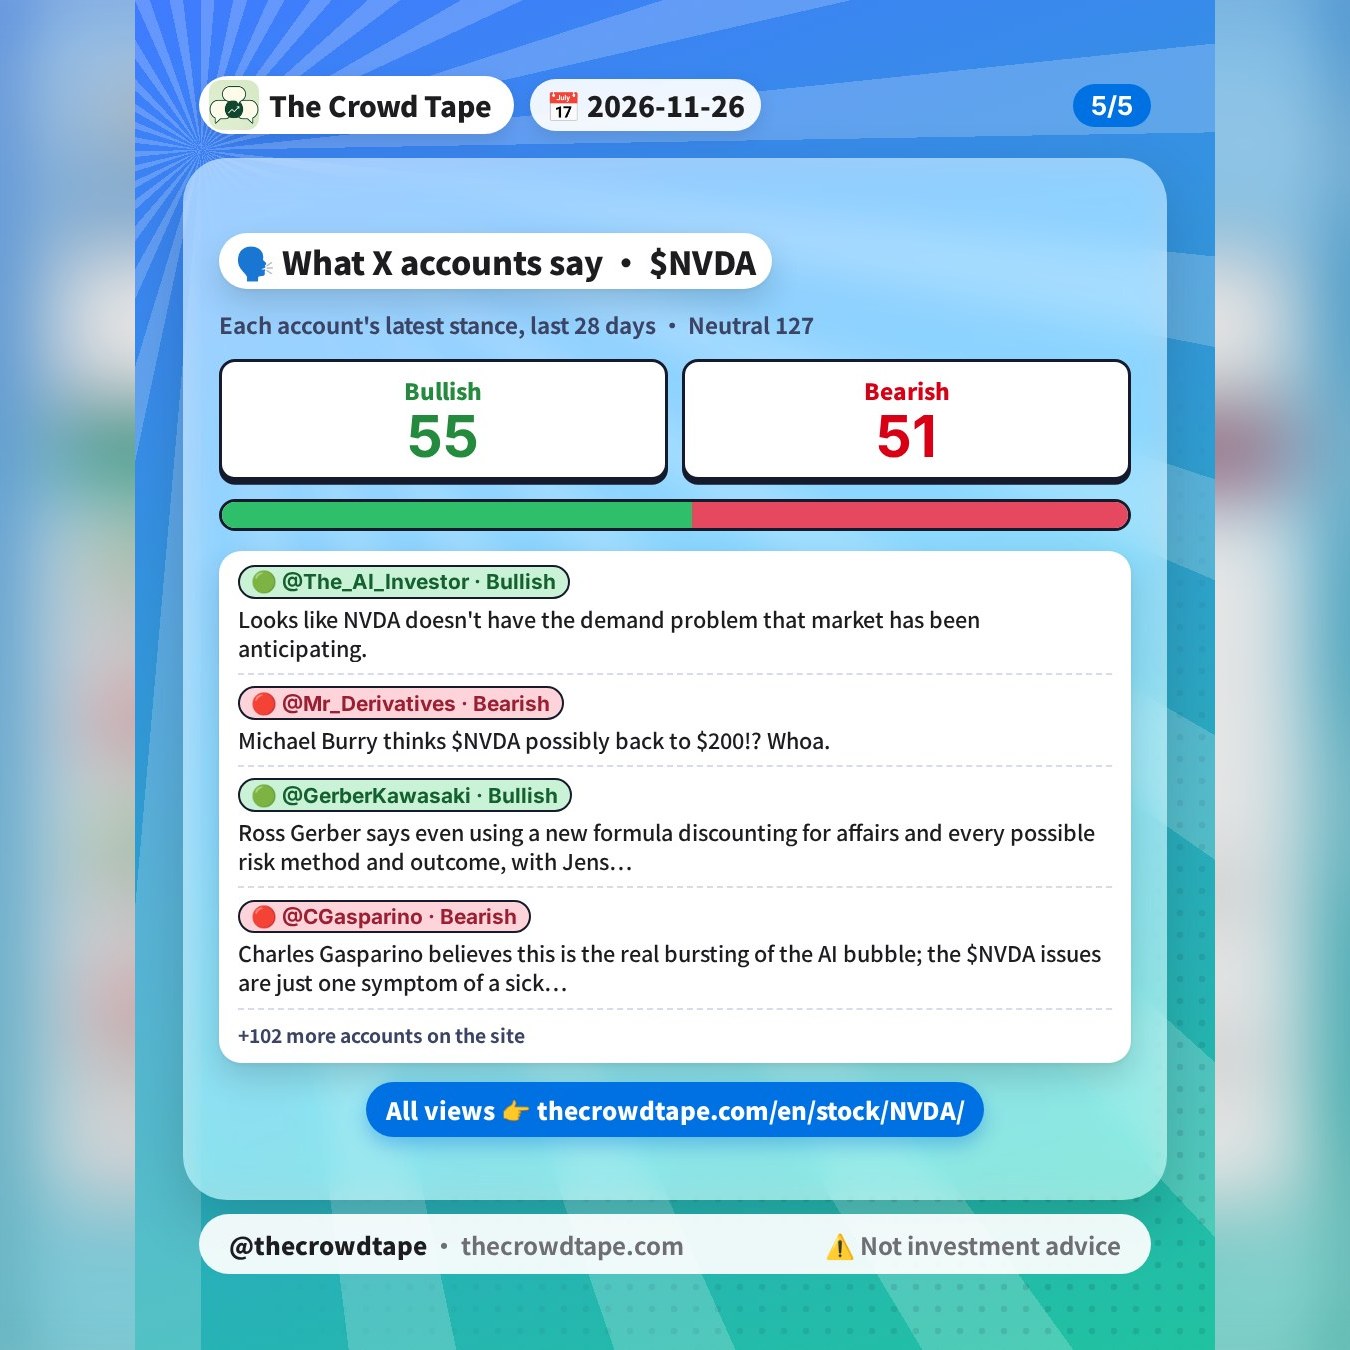 The Crowd Tape
📅 2026-11-26
5/5
🗣️ What X accounts say • $NVDA
Each account's latest stance, last 28 days • Neutral 127
Bullish
55
Bearish
51
🟢 @The_AI_Investor · Bullish
Looks like NVDA doesn't have the demand problem that market has been
anticipating.
🔴 @Mr_Derivatives · Bearish
Michael Burry thinks $NVDA possibly back to $200!? Whoa.
🟢 @GerberKawasaki · Bullish
Ross Gerber says even using a new formula discounting for affairs and every possible
risk method and outcome, with Jens…
🔴 @CGasparino · Bearish
Charles Gasparino believes this is the real bursting of the AI bubble; the $NVDA issues
are just one symptom of a sick…
+102 more accounts on the site
All views 👉 thecrowdtape.com/en/stock/NVDA/
@thecrowdtape • thecrowdtape.com
⚠️ Not investment advice